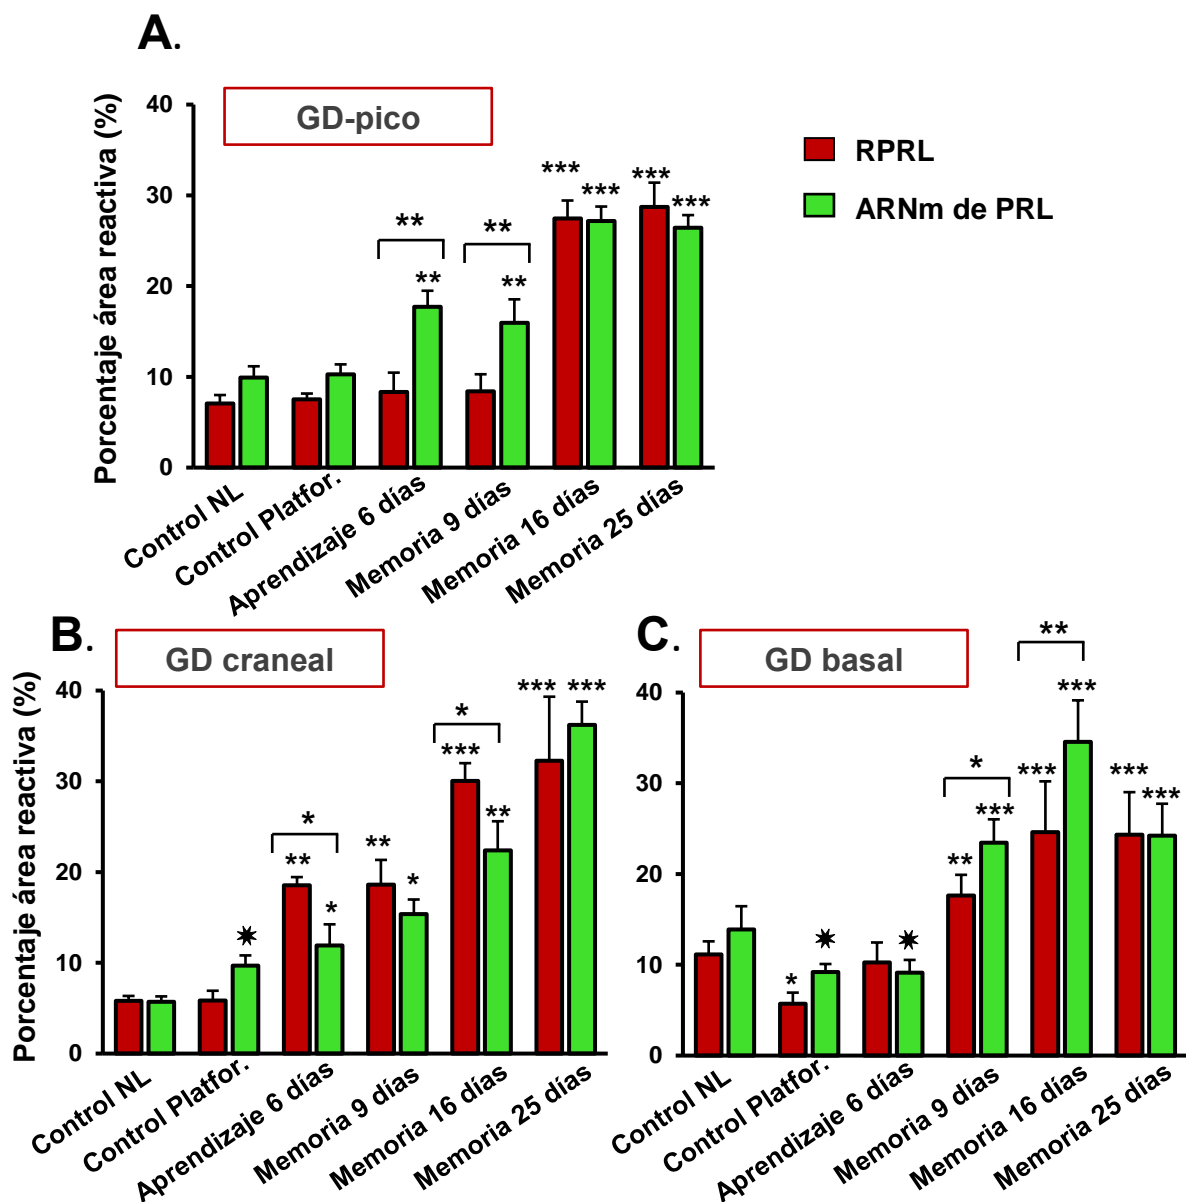 A.
GD-pico
RPRL
ARNm de PRL
Porcentaje área reactiva (%)
40
30
20
10
0
** ** *** *** *** ***
** **
Control NL
Control Platfor.
Aprendizaje 6 días
Memoria 9 días
Memoria 16 días
Memoria 25 días
B.
GD craneal
Porcentaje área reactiva (%)
40
30
20
10
0
* * *** ***
** ** *** **
* *
Control NL
Control Platfor.
Aprendizaje 6 días
Memoria 9 días
Memoria 16 días
Memoria 25 días
C.
GD basal
40
30
20
10
0
**
* *** *** *** ***
** ***
*
Control NL
Control Platfor.
Aprendizaje 6 días
Memoria 9 días
Memoria 16 días
Memoria 25 días